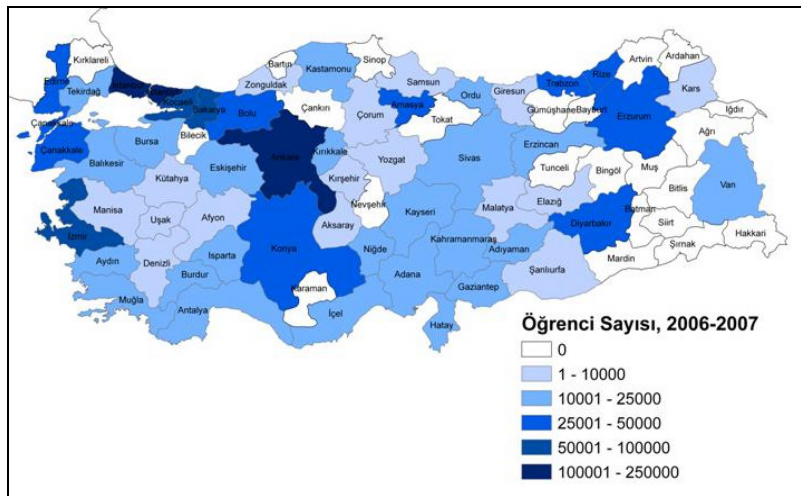 Kırklareli
Edirne
Tekirdağ
İstanbul
Kocaeli
Sakarya
Zonguldak
Bartın
Kastamonu
Sinop
Samsun
Ordu
Giresun
Trabzon
Rize
Artvin
Ardahan
Kars
Iğdır
Çanakkale
Çanakkale
Balıkesir
Bursa
Bilecik
Bolu
Çankırı
Çorum
Amasya
Tokat
Gümüşhane
Bayburt
Erzurum
Ağrı
Eskişehir
Ankara
Kırıkkale
Yozgat
Sivas
Erzincan
Tunceli
Bingöl
Muş
Bitlis
Van
Kütahya
Kırşehir
Nevşehir
Kayseri
Malatya
Elazığ
Diyarbakır
Batman
Siirt
Şırnak
Hakkari
Manisa
Uşak
Afyon
Aksaray
İzmir
Konya
Niğde
Kahramanmaraş
Adıyaman
Mardin
Aydın
Denizli
Isparta
Burdur
Karaman
Adana
Gaziantep
Şanlıurfa
Muğla
Antalya
İçel
Hatay
Öğrenci Sayısı, 2006-2007
0
1 - 10000
10001 - 25000
25001 - 50000
50001 - 100000
100001 - 250000